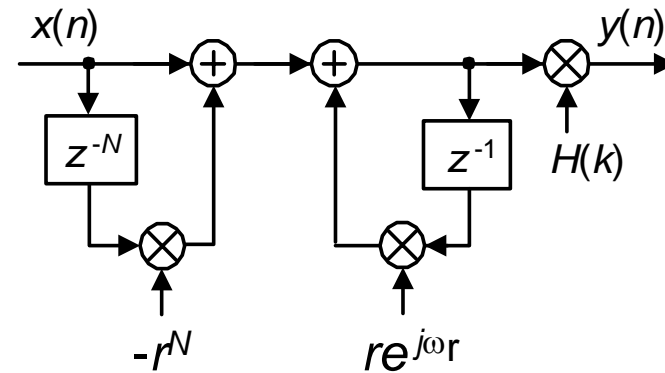 x(n) y(n)
+ +
z^-N z^-1
H(k)
-r^N re^jωr